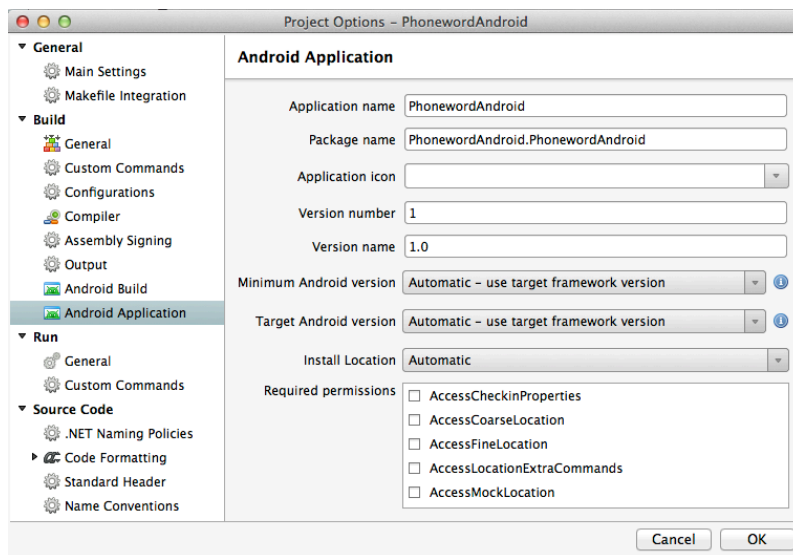 Project Options – PhonewordAndroid
General
Main Settings
Makefile Integration
Build
General
Custom Commands
Configurations
Compiler
Assembly Signing
Output
Android Build
Android Application
Run
General
Custom Commands
Source Code
.NET Naming Policies
Code Formatting
Standard Header
Name Conventions
Android Application
Application name PhonewordAndroid
Package name PhonewordAndroid.PhonewordAndroid
Application icon
Version number 1
Version name 1.0
Minimum Android version Automatic – use target framework version
Target Android version Automatic – use target framework version
Install Location Automatic
Required permissions
AccessCheckinProperties
AccessCoarseLocation
AccessFineLocation
AccessLocationExtraCommands
AccessMockLocation
Cancel OK